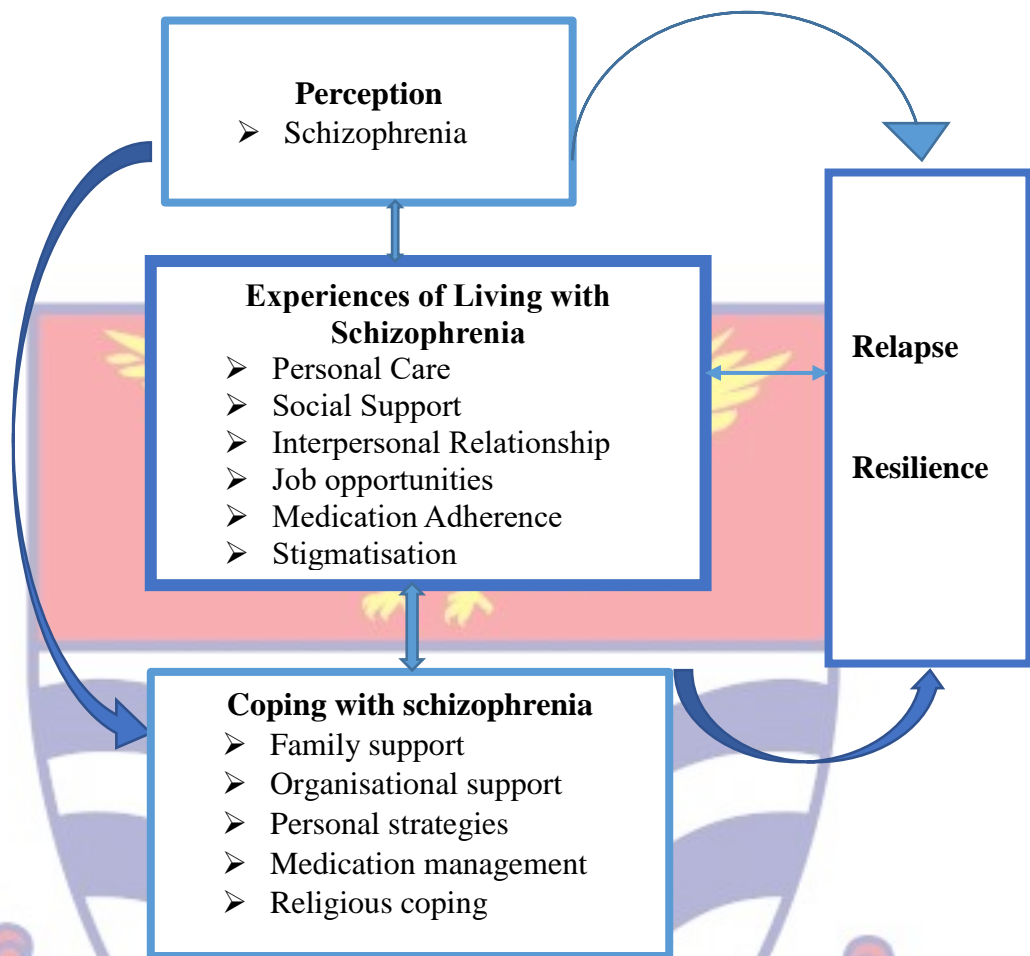 Perception
➢ Schizophrenia
Experiences of Living with
Schizophrenia
➢ Personal Care
➢ Social Support
➢ Interpersonal Relationship
➢ Job opportunities
➢ Medication Adherence
➢ Stigmatisation
Relapse
Resilience
Coping with schizophrenia
➢ Family support
➢ Organisational support
➢ Personal strategies
➢ Medication management
➢ Religious coping